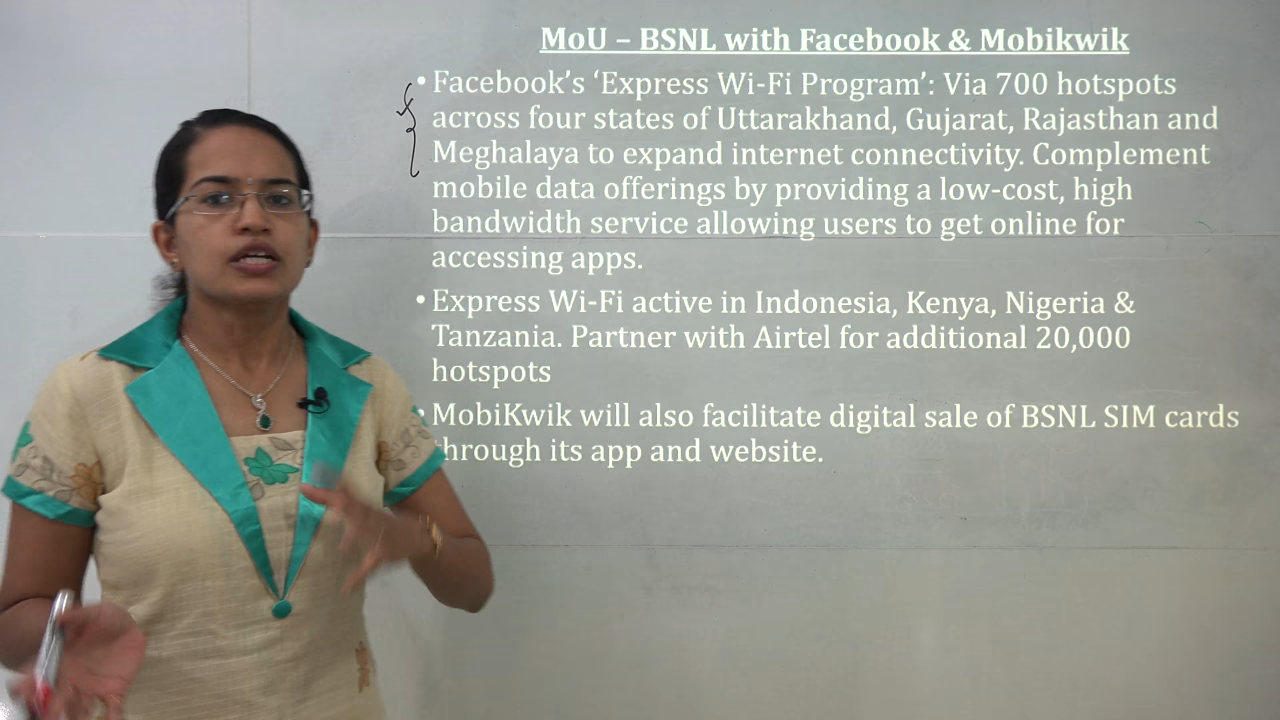 MoU – BSNL with Facebook & Mobikwik
• Facebook's 'Express Wi-Fi Program': Via 700 hotspots
across four states of Uttarakhand, Gujarat, Rajasthan and
Meghalaya to expand internet connectivity. Complement
mobile data offerings by providing a low-cost, high
bandwidth service allowing users to get online for
accessing apps.
• Express Wi-Fi active in Indonesia, Kenya, Nigeria &
Tanzania. Partner with Airtel for additional 20,000
hotspots
• MobiKwik will also facilitate digital sale of BSNL SIM cards
through its app and website.